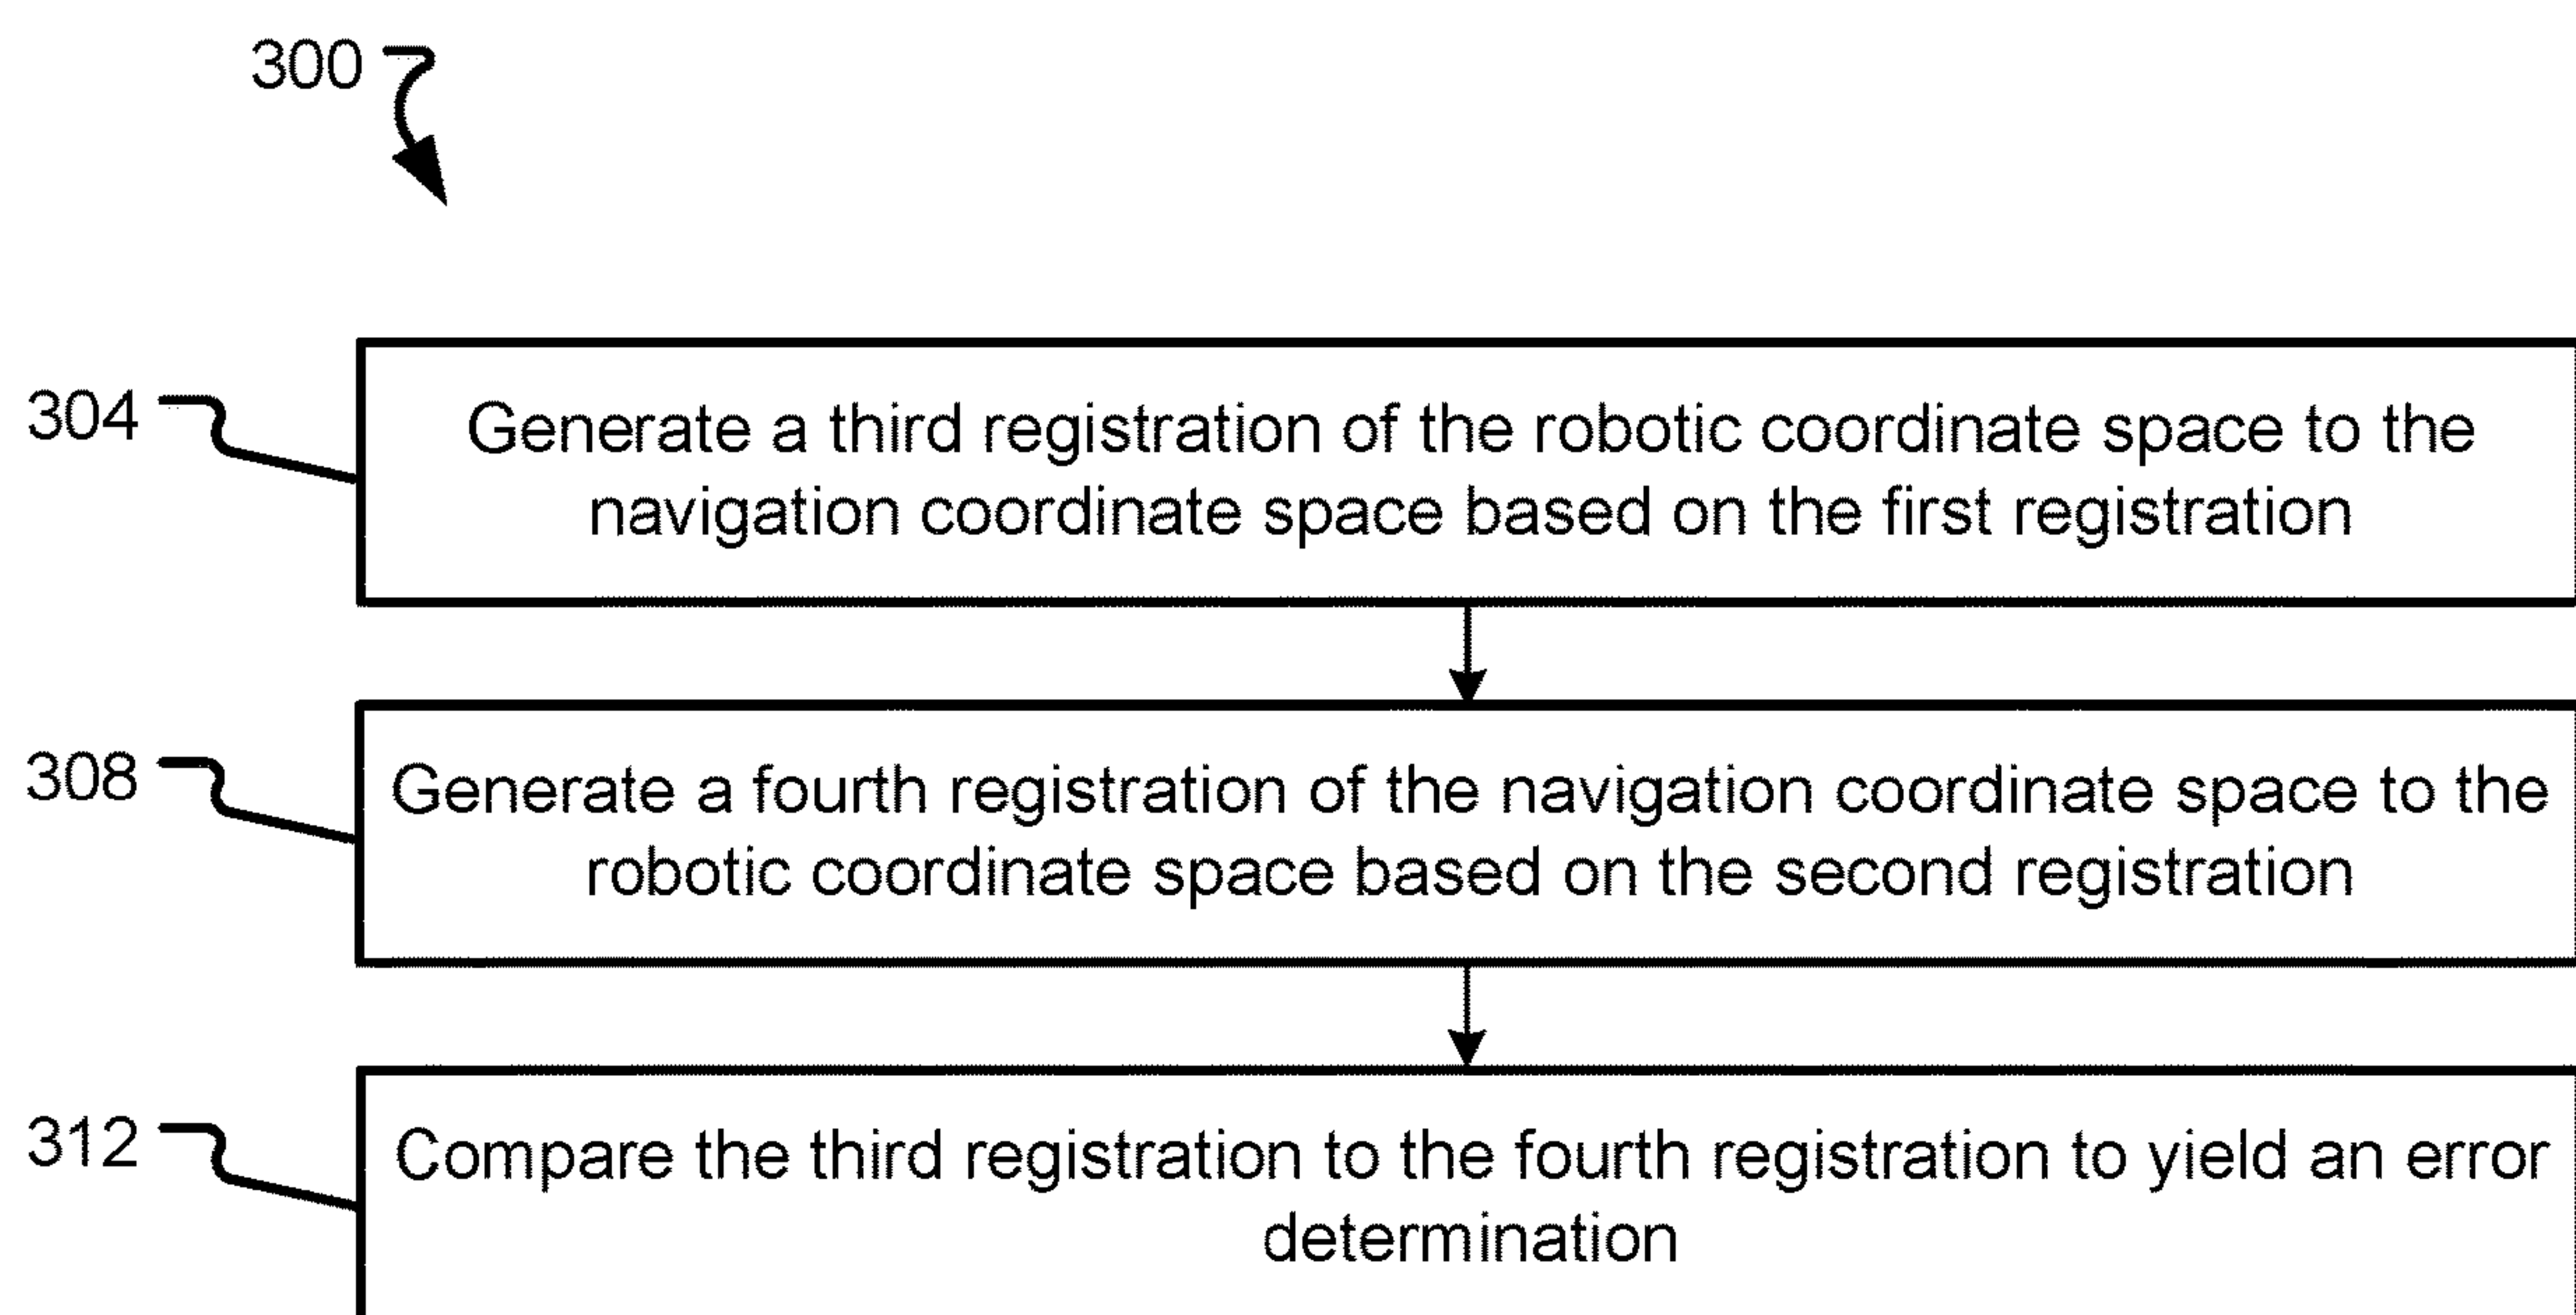 300
304
Generate a third registration of the robotic coordinate space to the
navigation coordinate space based on the first registration
308
Generate a fourth registration of the navigation coordinate space to the
robotic coordinate space based on the second registration
312
Compare the third registration to the fourth registration to yield an error
determination